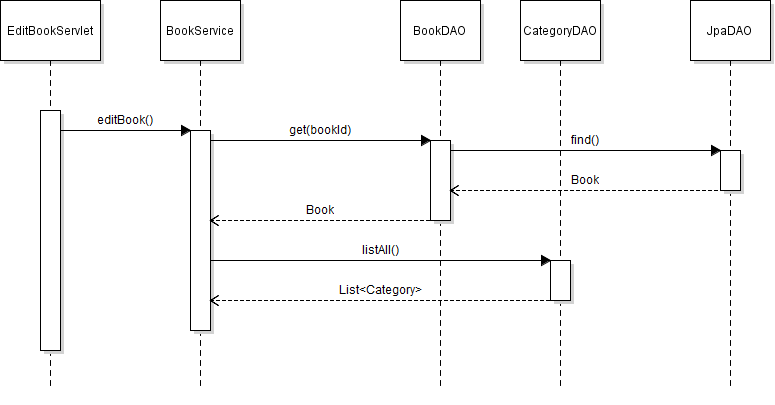 EditBookServlet
BookService
BookDAO
CategoryDAO
JpaDAO
editBook()
get(bookId)
find()
Book
Book
listAll()
List<Category>